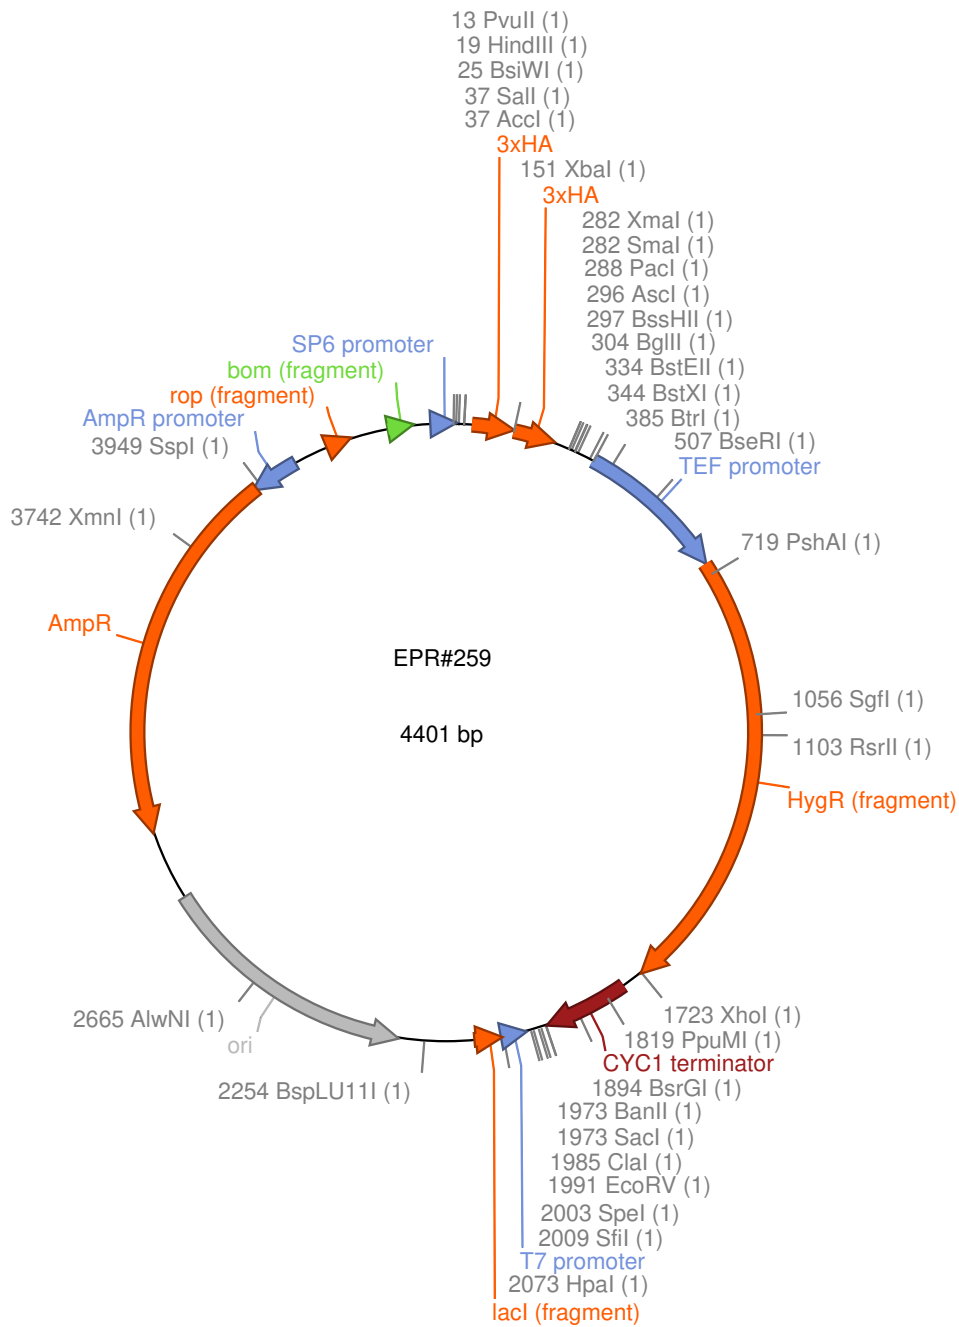 13 PvuII (1)
19 HindIII (1)
25 BsiWI (1)
37 SalI (1)
37 AccI (1)
3xHA
151 XbaI (1)
3xHA
282 XmaI (1)
282 SmaI (1)
288 PacI (1)
296 AscI (1)
297 BssHII (1)
304 BglII (1)
334 BstEII (1)
344 BstXI (1)
385 BtrI (1)
507 BseRI (1)
TEF promoter
SP6 promoter
bom (fragment)
rop (fragment)
AmpR promoter
3949 SspI (1)
3742 XmnI (1)
719 PshAI (1)
AmpR
EPR#259
4401 bp
1056 SgfI (1)
1103 RsrII (1)
HygR (fragment)
1723 XhoI (1)
1819 PpuMI (1)
CYC1 terminator
1894 BsrGI (1)
1973 BanII (1)
1973 SacI (1)
1985 ClaI (1)
1991 EcoRV (1)
2003 SpeI (1)
2009 SfiI (1)
T7 promoter
2073 HpaI (1)
lacI (fragment)
2665 AlwNI (1)
ori
2254 BspLU11I (1)